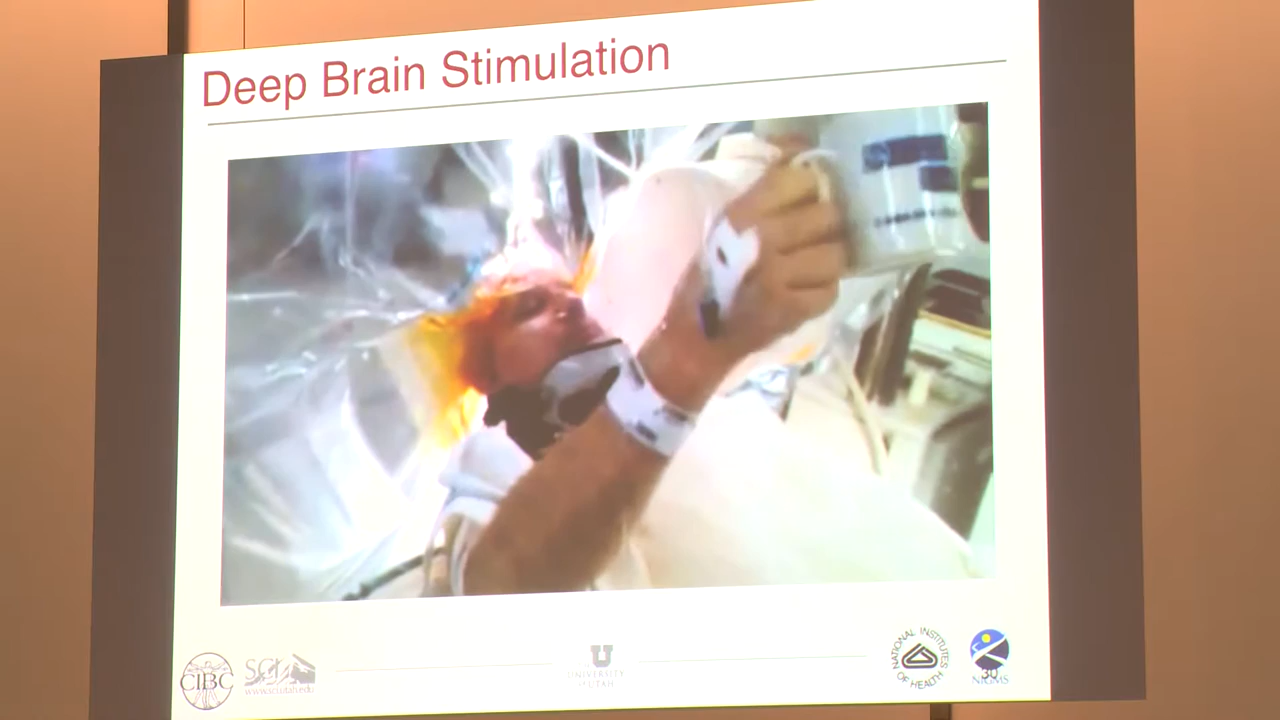 Deep Brain Stimulation
CIBC
SCI
www.sci.utah.edu
U
UNIVERSITY
OF UTAH
NATIONAL INSTITUTES
OF HEALTH
NIGMS
30